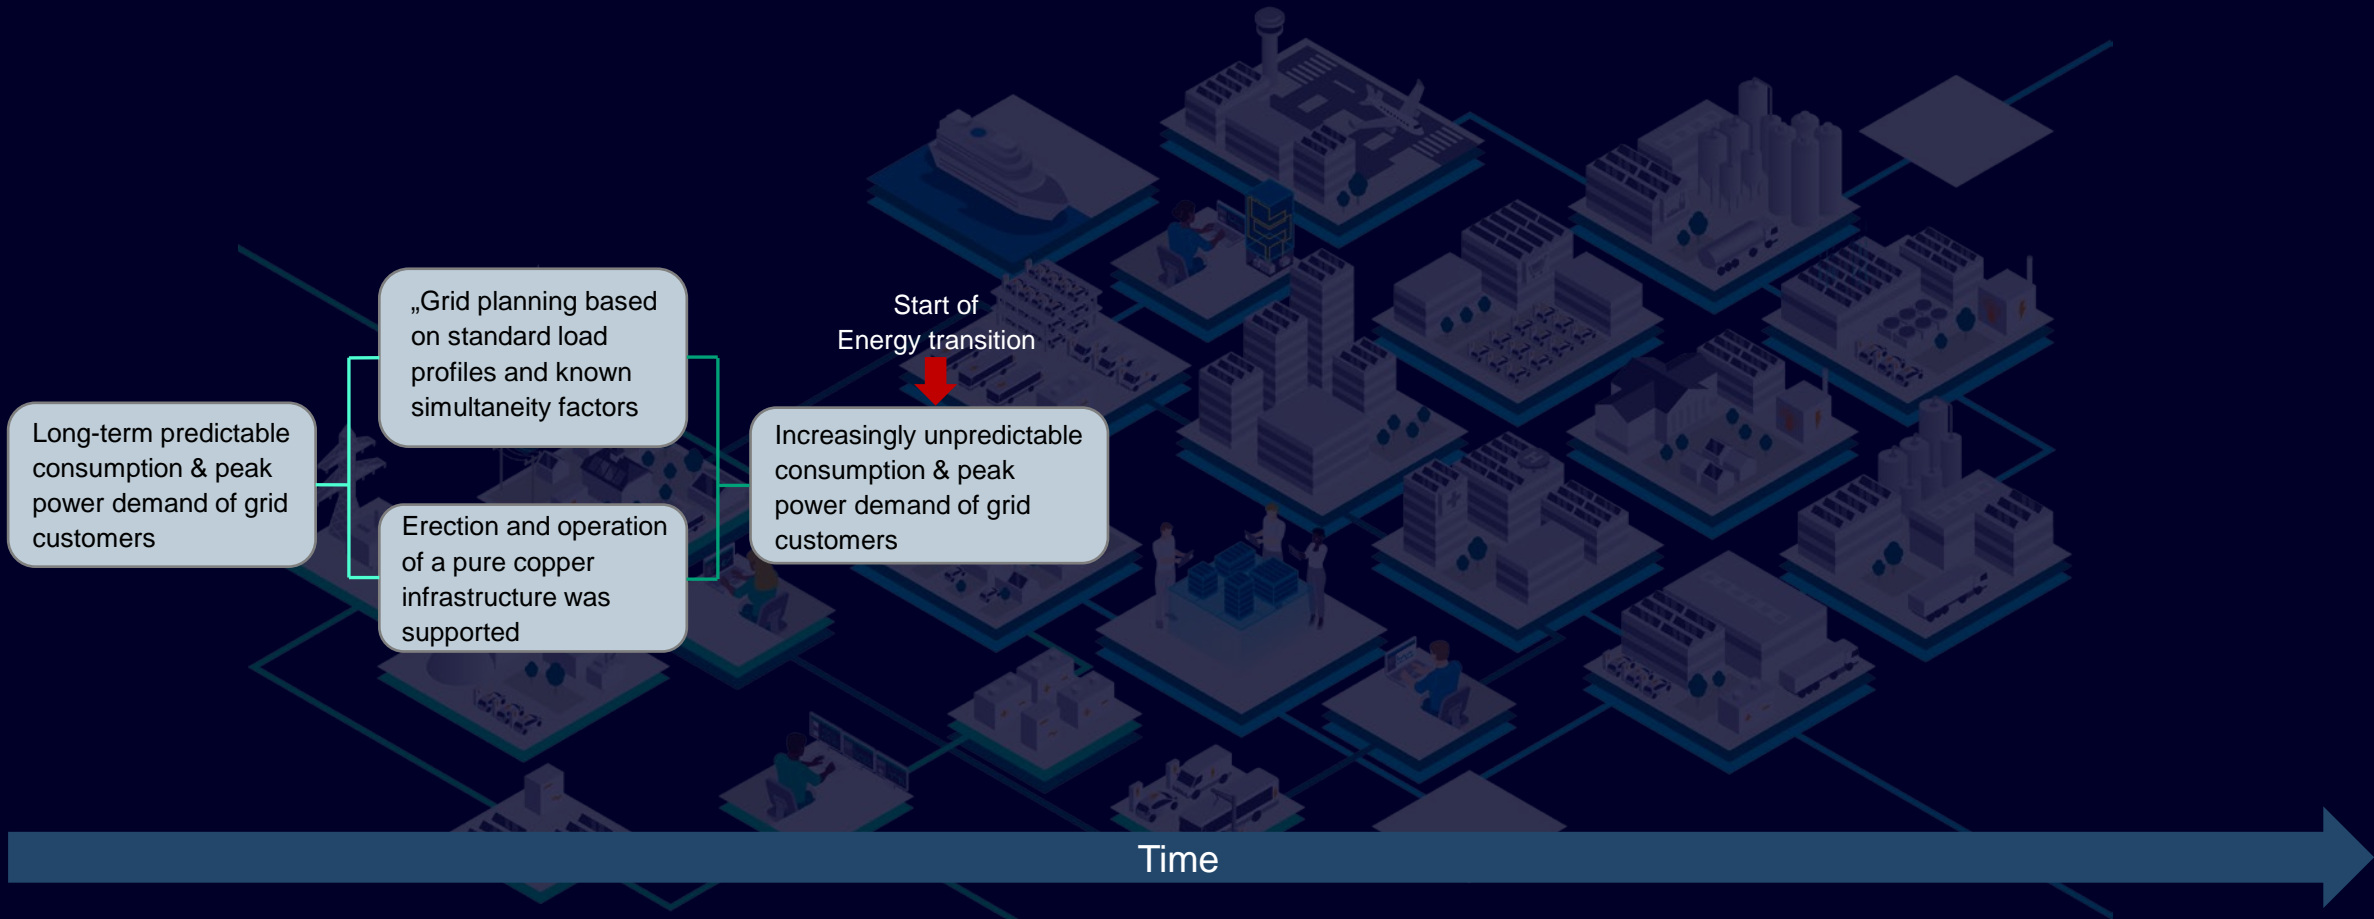 Long-term predictable
consumption & peak
power demand of grid
customers
„Grid planning based
on standard load
profiles and known
simultaneity factors
Erection and operation
of a pure copper
infrastructure was
supported
Start of
Energy transition
Increasingly unpredictable
consumption & peak
power demand of grid
customers
Time